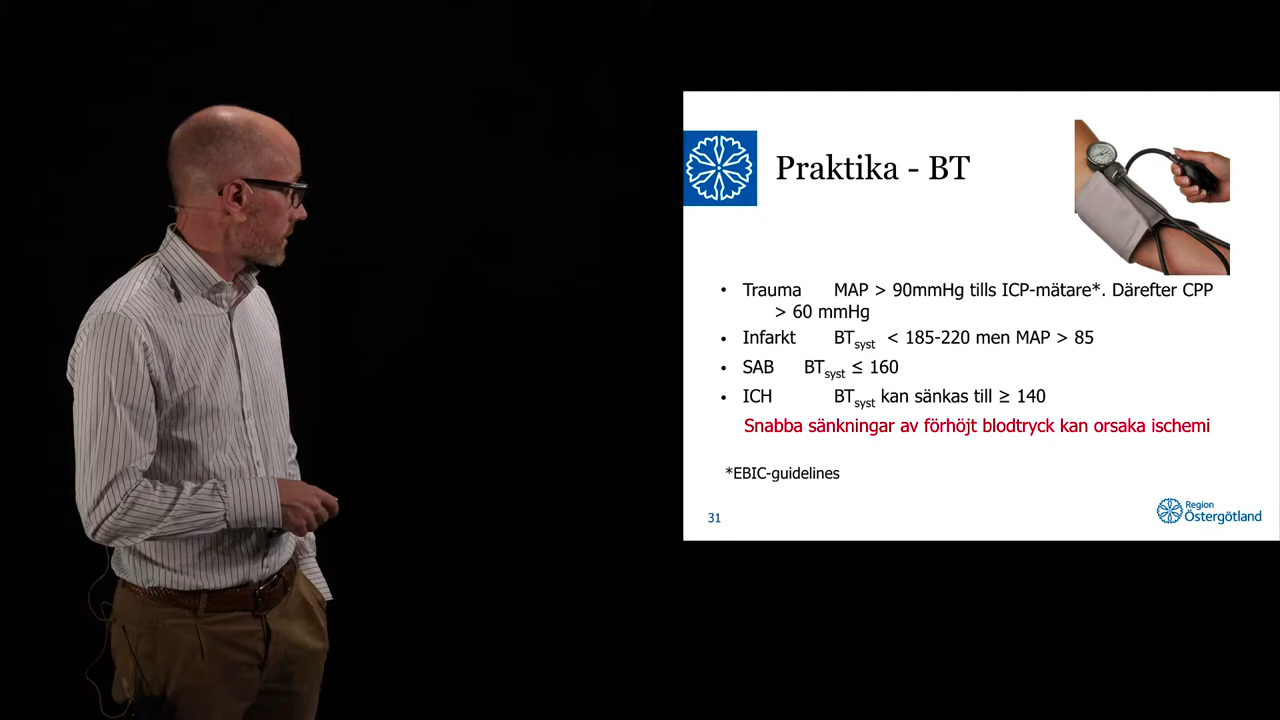 Praktika - BT
• Trauma MAP > 90mmHg tills ICP-mätare*. Därefter CPP
> 60 mmHg
• Infarkt BTsyst < 185-220 men MAP > 85
• SAB BTsyst ≤ 160
• ICH BTsyst kan sänkas till ≥ 140
Snabba sänkningar av förhöjt blodtryck kan orsaka ischemi
*EBIC-guidelines
31
Region
Östergötland